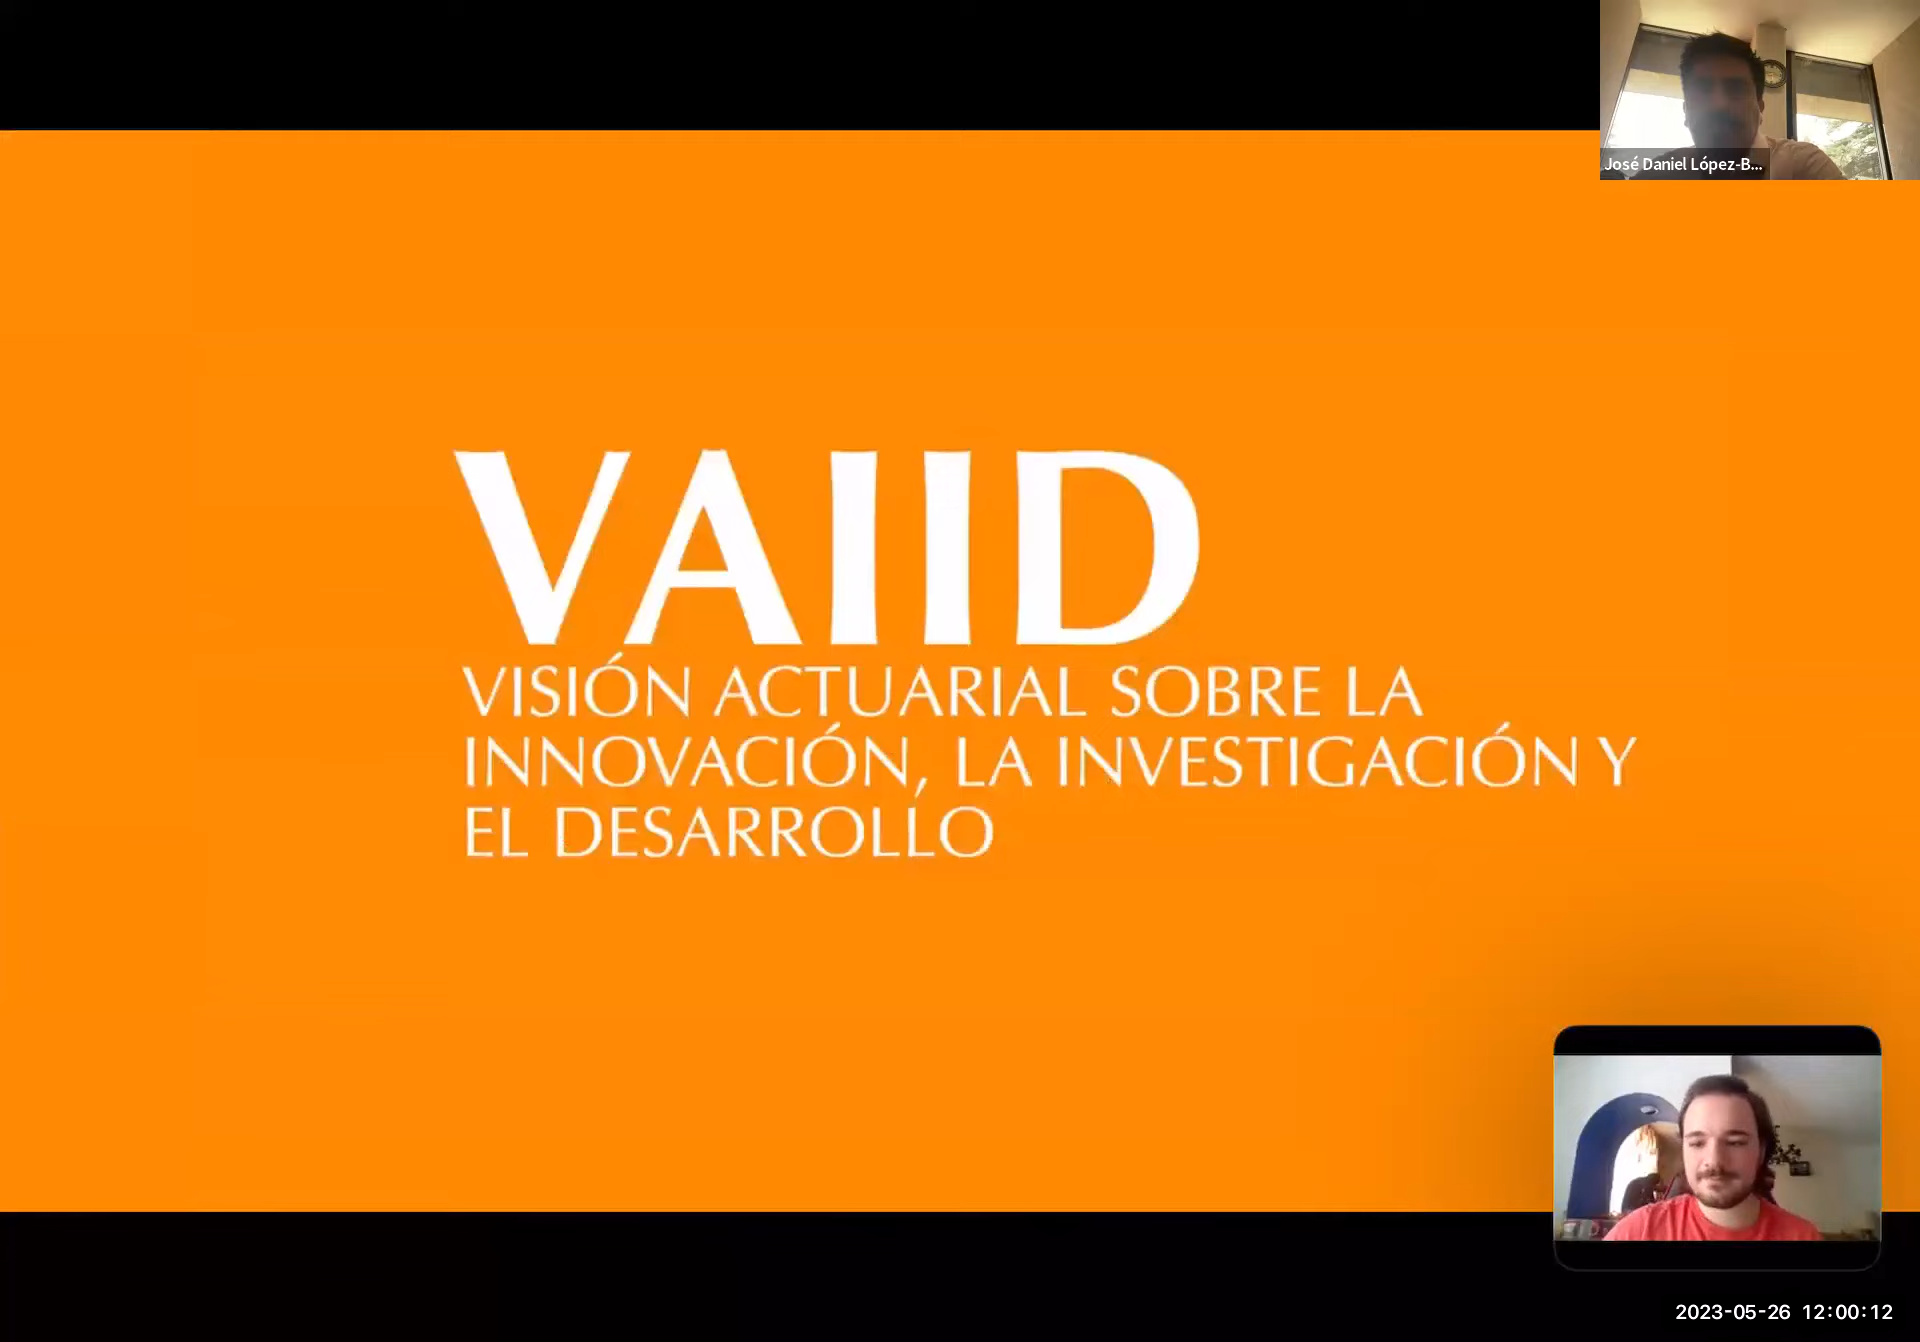 José Daniel López-B...
VAIID
VISIÓN ACTUARIAL SOBRE LA
INNOVACIÓN, LA INVESTIGACIÓN Y
EL DESARROLLO
2023-05-26 12:00:12